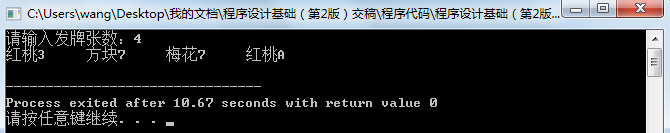 C:\Users\wang\Desktop\我的文档\程序设计基础（第2版）交稿\程序代码\程序设计基础（第2版...
请输入发牌张数：4
红桃3 方块7 梅花7 红桃A
--------------------------------
Process exited after 10.67 seconds with return value 0
请按任意键继续. . .